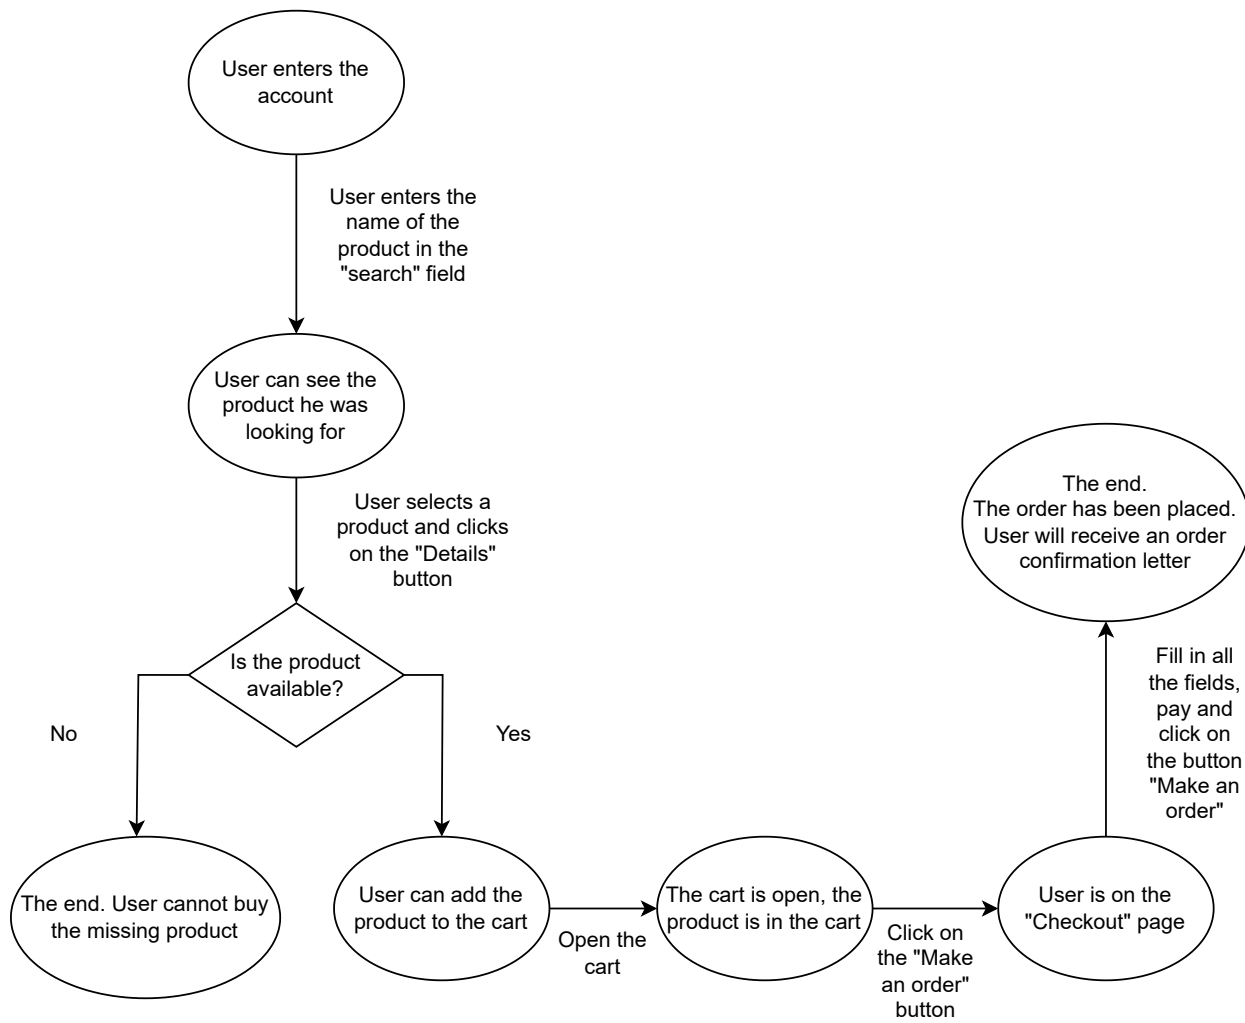 User enters the
account
User enters the
name of the
product in the
"search" field
User can see the
product he was
looking for
User selects a
product and clicks
on the "Details"
button
Is the product
available?
No
Yes
The end. User cannot buy
the missing product
User can add the
product to the cart
Open the
cart
The cart is open, the
product is in the cart
Click on
the "Make
an order"
button
User is on the
"Checkout" page
Fill in all
the fields,
pay and
click on
the button
"Make an
order"
The end.
The order has been placed.
User will receive an order
confirmation letter